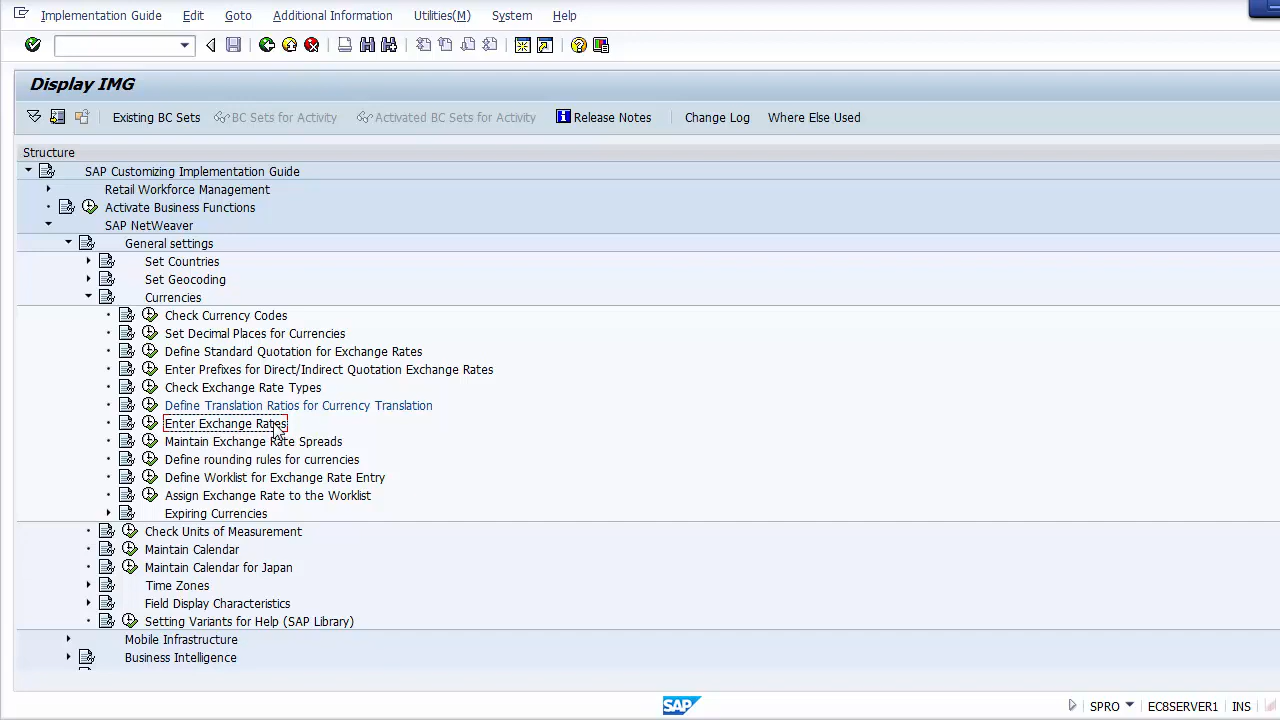 Implementation Guide Edit Goto Additional Information Utilities(M) System Help
Display IMG
Existing BC Sets BC Sets for Activity Activated BC Sets for Activity Release Notes Change Log Where Else Used
Structure
SAP Customizing Implementation Guide
Retail Workforce Management
Activate Business Functions
SAP NetWeaver
General settings
Set Countries
Set Geocoding
Currencies
Check Currency Codes
Set Decimal Places for Currencies
Define Standard Quotation for Exchange Rates
Enter Prefixes for Direct/Indirect Quotation Exchange Rates
Check Exchange Rate Types
Define Translation Ratios for Currency Translation
Enter Exchange Rates
Maintain Exchange Rate Spreads
Define rounding rules for currencies
Define Worklist for Exchange Rate Entry
Assign Exchange Rate to the Worklist
Expiring Currencies
Check Units of Measurement
Maintain Calendar
Maintain Calendar for Japan
Time Zones
Field Display Characteristics
Setting Variants for Help (SAP Library)
Mobile Infrastructure
Business Intelligence
SAP SPRO EC8SERVER1 INS